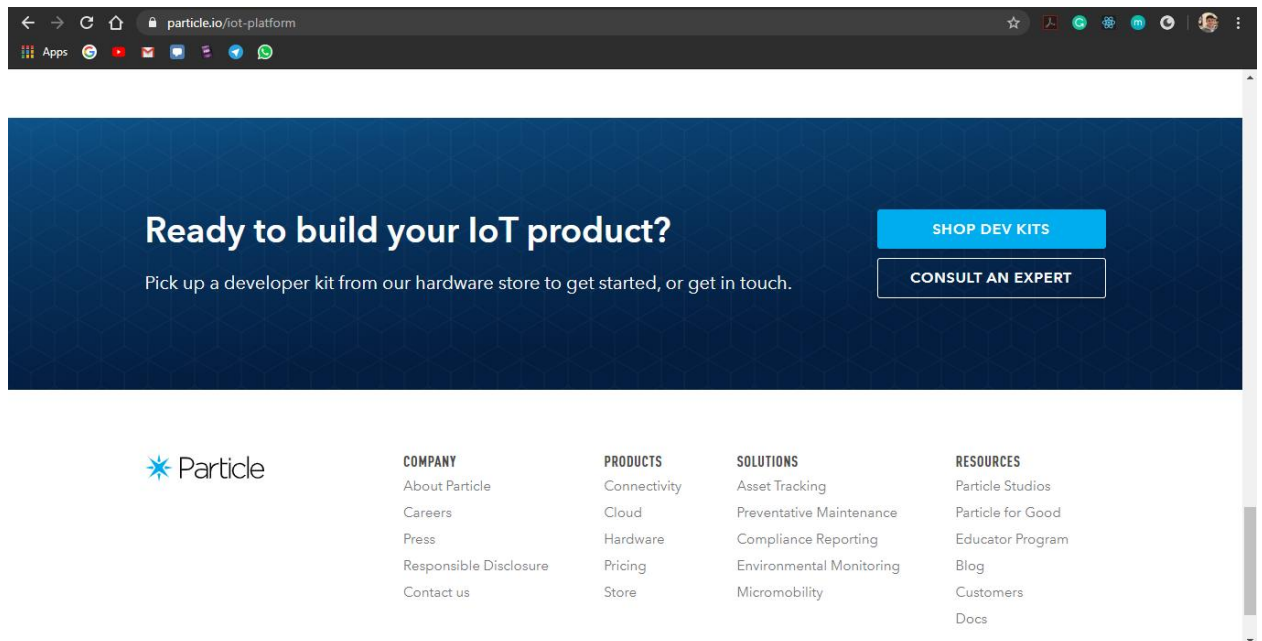 particle.io/iot-platform
Apps
Ready to build your IoT product?
Pick up a developer kit from our hardware store to get started, or get in touch.
SHOP DEV KITS
CONSULT AN EXPERT
Particle
COMPANY
About Particle
Careers
Press
Responsible Disclosure
Contact us
PRODUCTS
Connectivity
Cloud
Hardware
Pricing
Store
SOLUTIONS
Asset Tracking
Preventative Maintenance
Compliance Reporting
Environmental Monitoring
Micromobility
RESOURCES
Particle Studios
Particle for Good
Educator Program
Blog
Customers
Docs